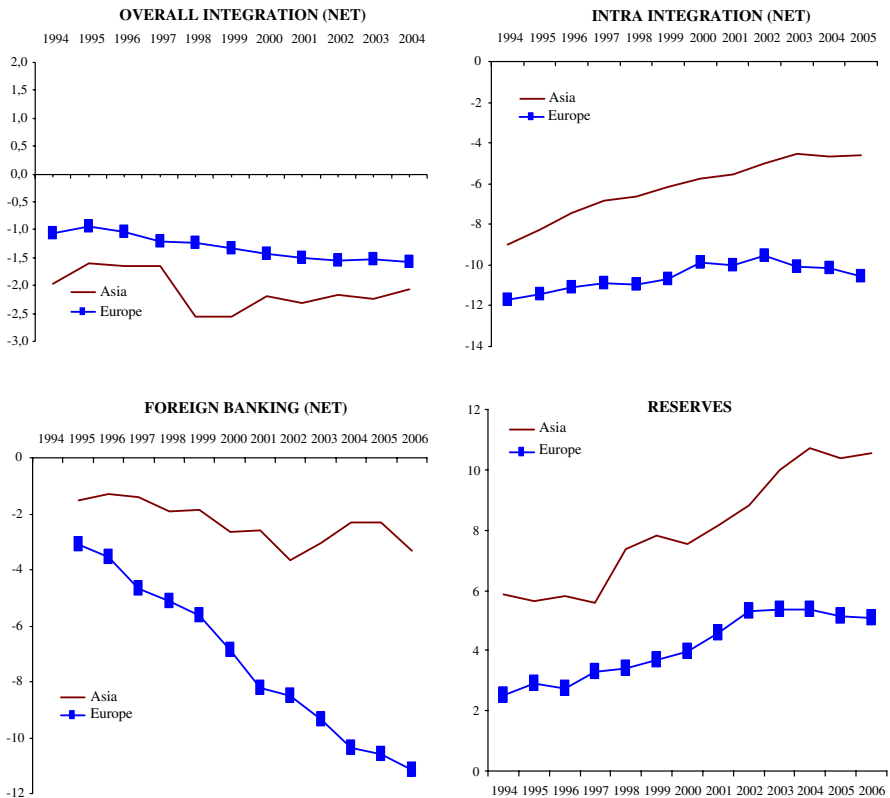 OVERALL INTEGRATION (NET)
1994 1995 1996 1997 1998 1999 2000 2001 2002 2003 2004
2,0
1,5
1,0
0,5
0,0
-0,5
-1,0
-1,5
-2,0
-2,5
-3,0
Asia
Europe
INTRA INTEGRATION (NET)
1994 1995 1996 1997 1998 1999 2000 2001 2002 2003 2004 2005
0
-2
-4
-6
-8
-10
-12
-14
Asia
Europe
FOREIGN BANKING (NET)
1994 1995 1996 1997 1998 1999 2000 2001 2002 2003 2004 2005 2006
0
-2
-4
-6
-8
-10
-12
Asia
Europe
RESERVES
12
10
8
6
4
2
0
Asia
Europe
1994 1995 1996 1997 1998 1999 2000 2001 2002 2003 2004 2005 2006